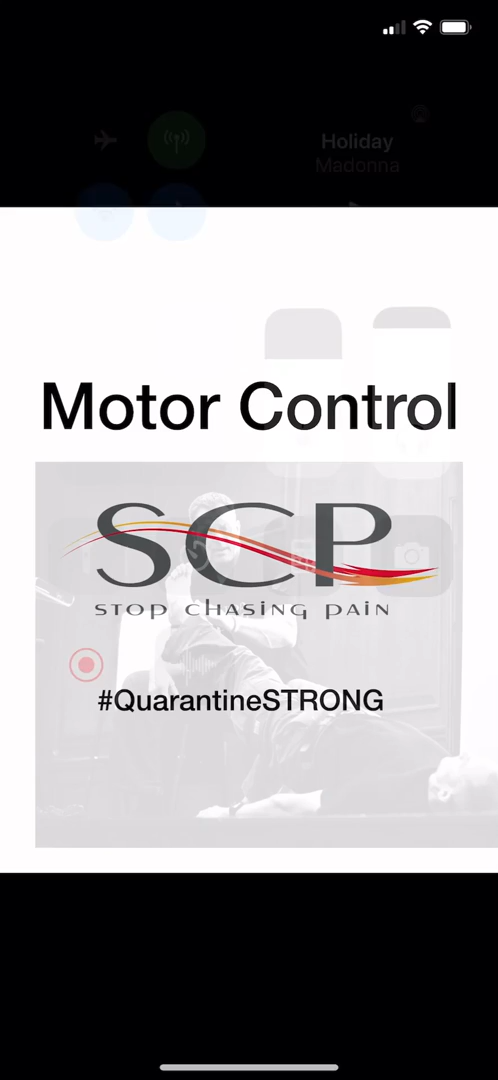 Holiday
Madonna
Motor Control
SCP
STOP CHASING PAIN
#QuarantineSTRONG